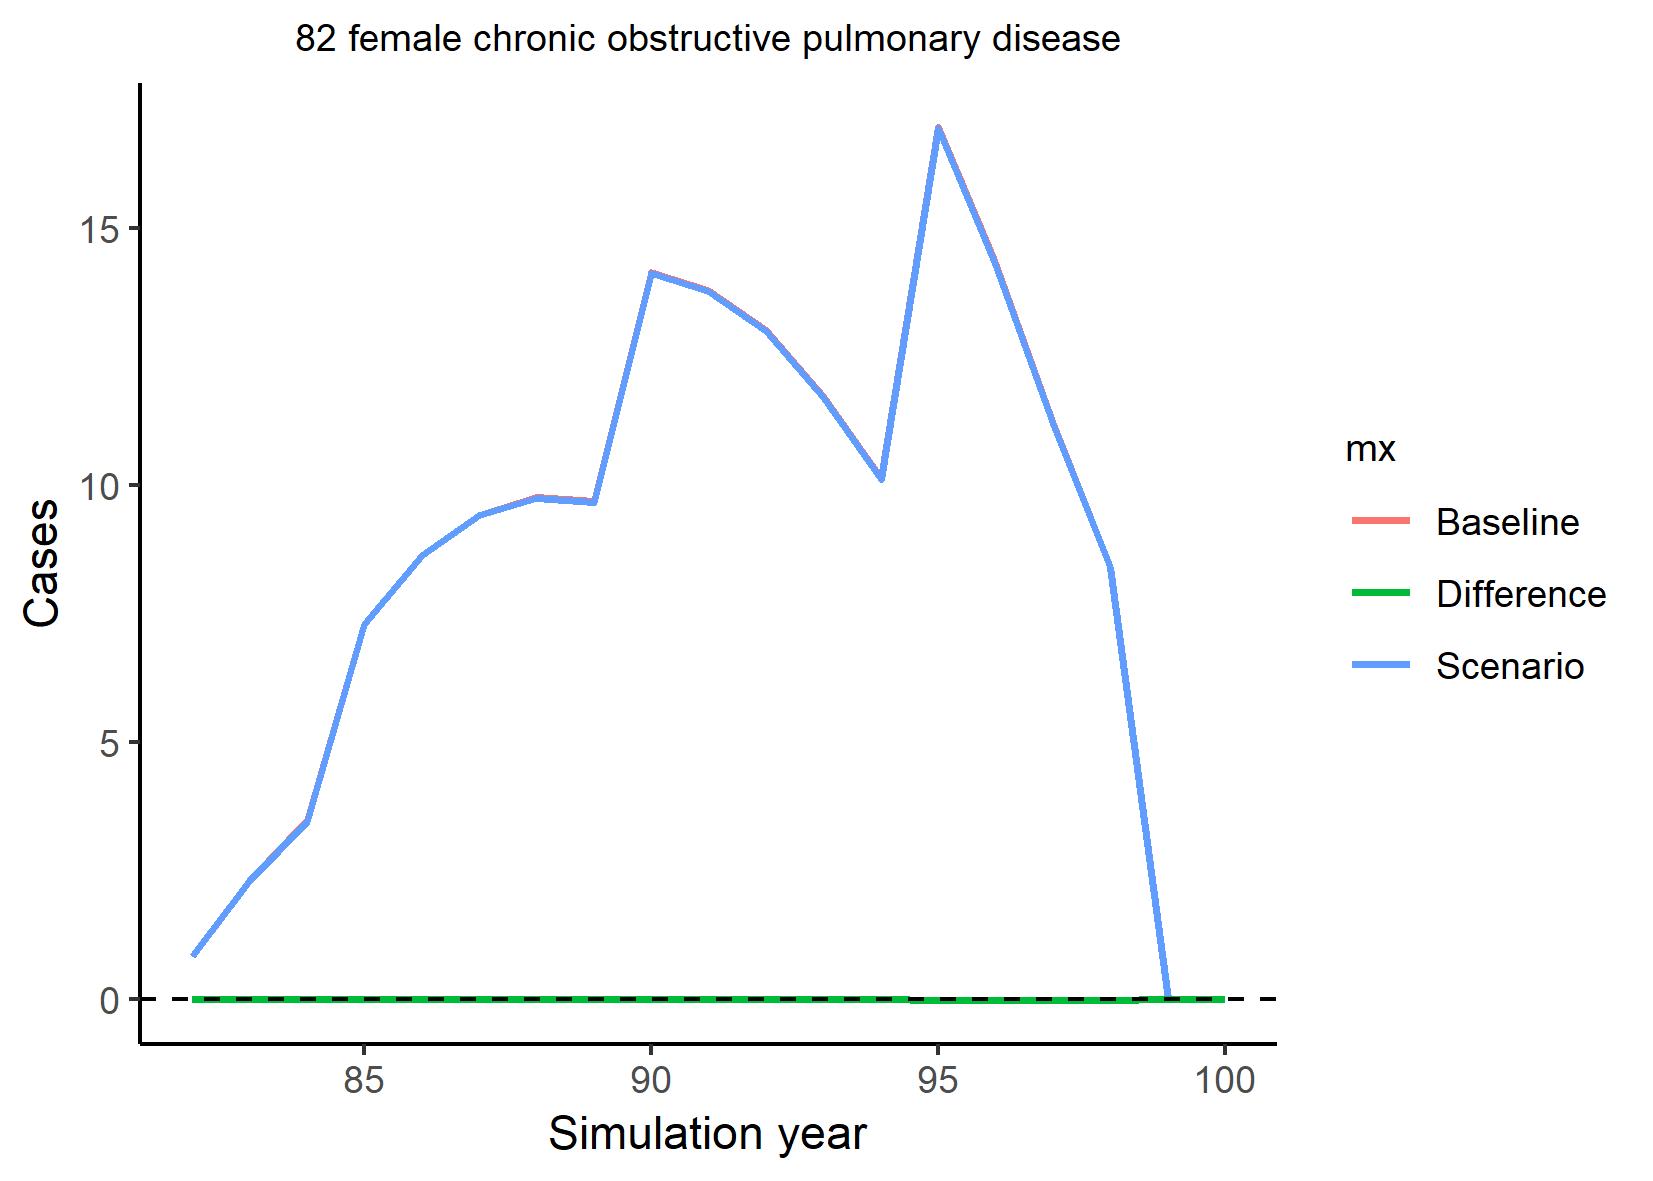 82 female chronic obstructive pulmonary disease
Cases
15
10
5
0
85 90 95 100
Simulation year
mx
Baseline
Difference
Scenario